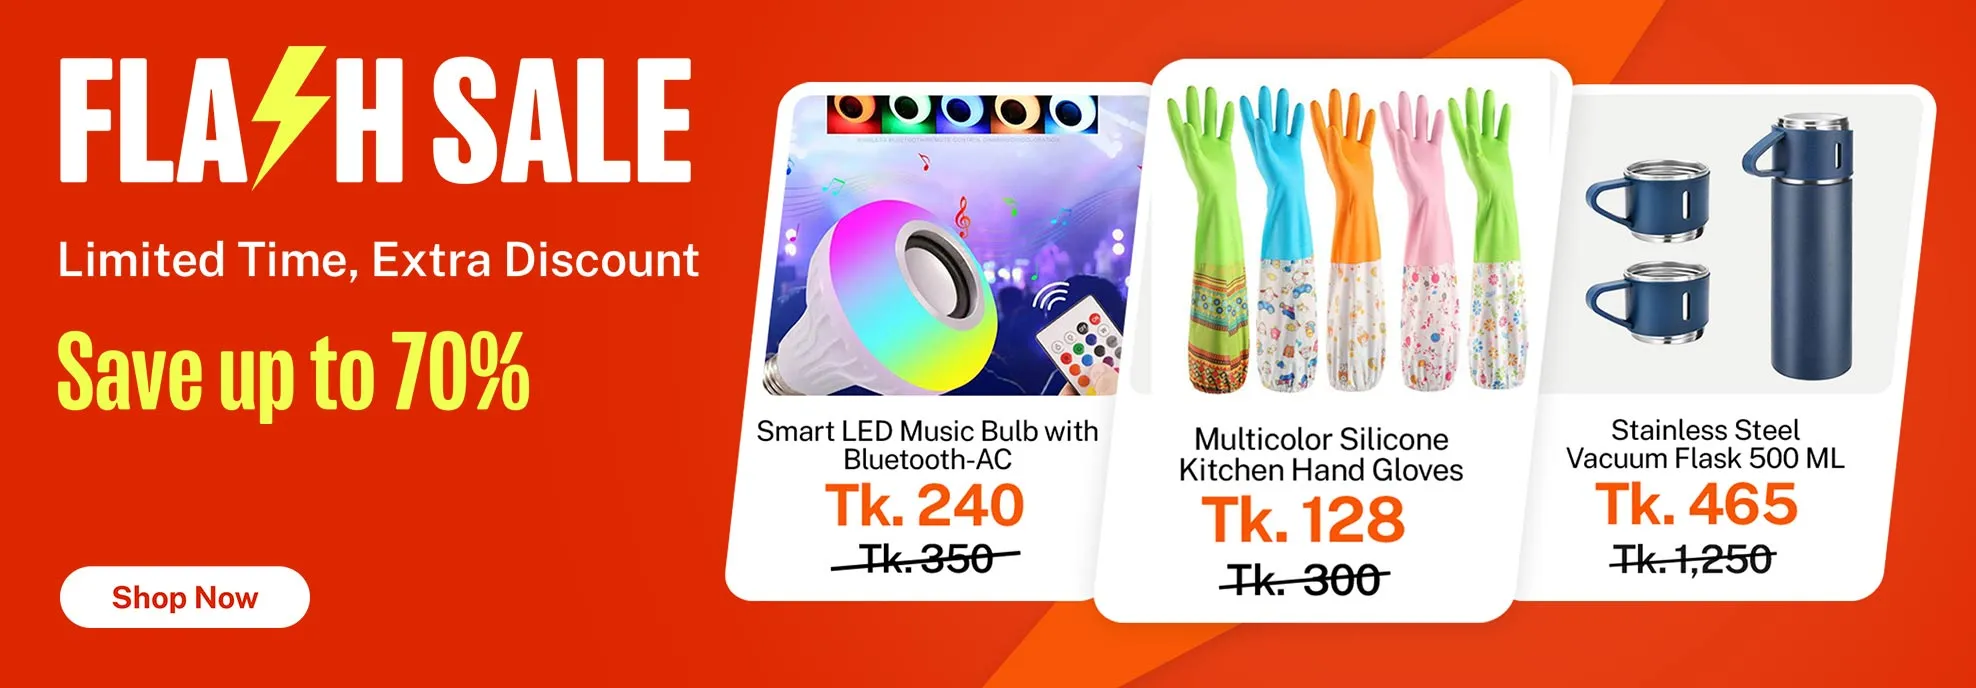 FLASH SALE
Limited Time, Extra Discount
Save up to 70%
Shop Now
Smart LED Music Bulb with
Bluetooth-AC
Tk. 240
Tk. 350
Multicolor Silicone
Kitchen Hand Gloves
Tk. 128
Tk. 300
Stainless Steel
Vacuum Flask 500 ML
Tk. 465
Tk. 1,250